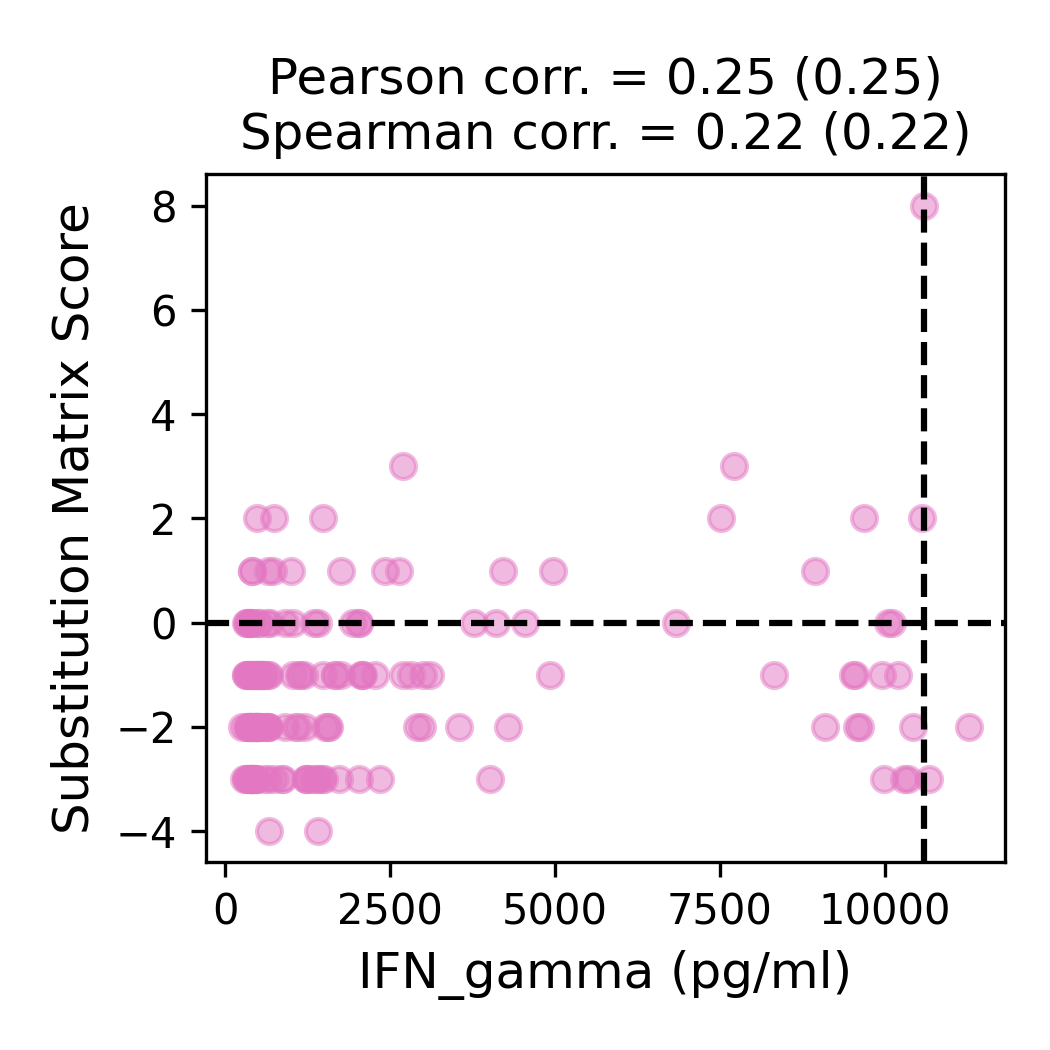 Pearson corr. = 0.25 (0.25)
Spearman corr. = 0.22 (0.22)
Substitution Matrix Score
8
6
4
2
0
−2
−4
0 2500 5000 7500 10000
IFN_gamma (pg/ml)